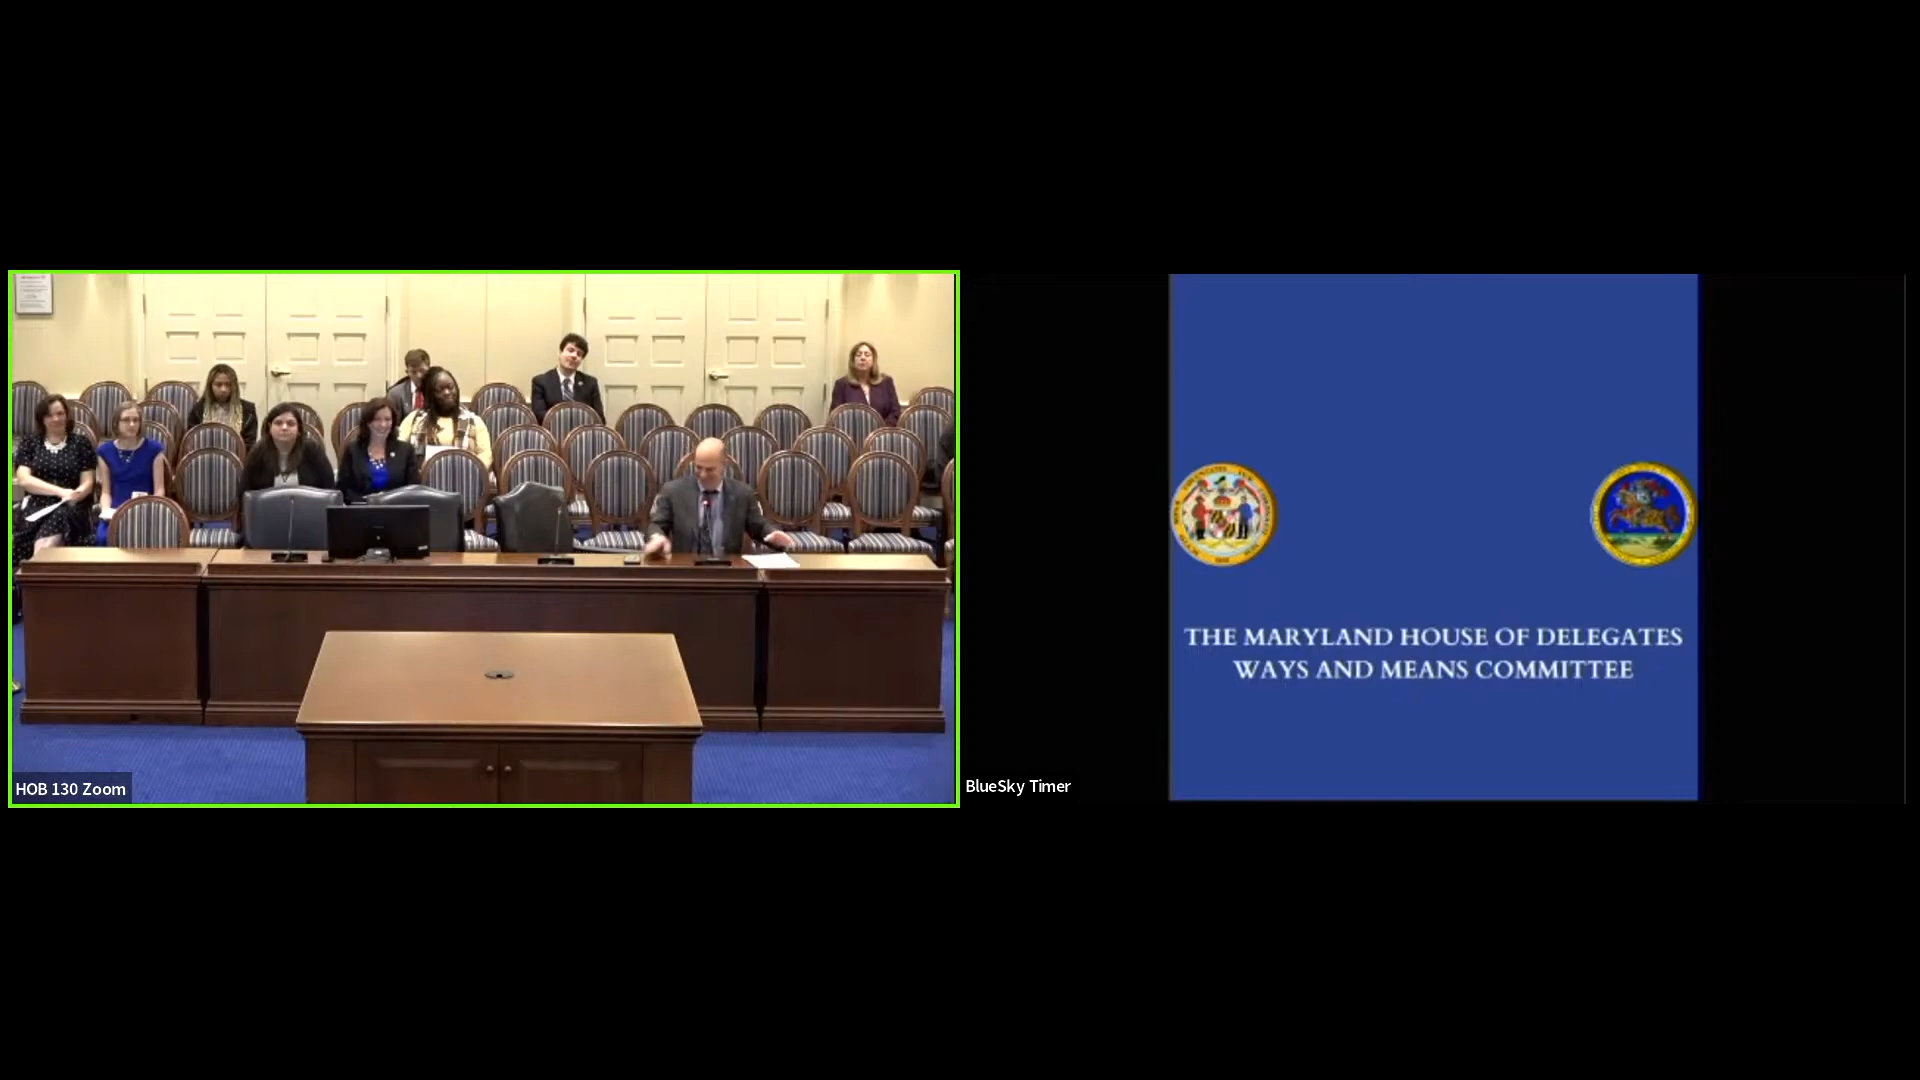 HOB 130 Zoom
BlueSky Timer
THE MARYLAND HOUSE OF DELEGATES
WAYS AND MEANS COMMITTEE